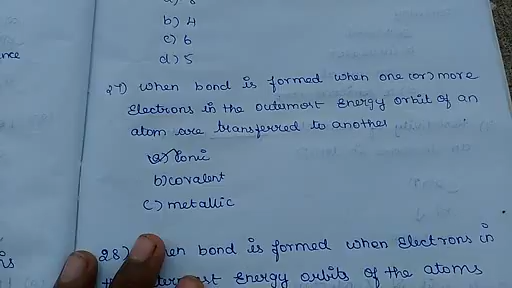 b) 4
c) 6
d) 5
nce
27) When bond is formed when one (or) more
Electrons in the outermost Energy orbit of an
atom are transferred to another
a) Ionic
b) covalent
c) metallic
28) bond is formed when Electrons in
Energy orbits of the atoms